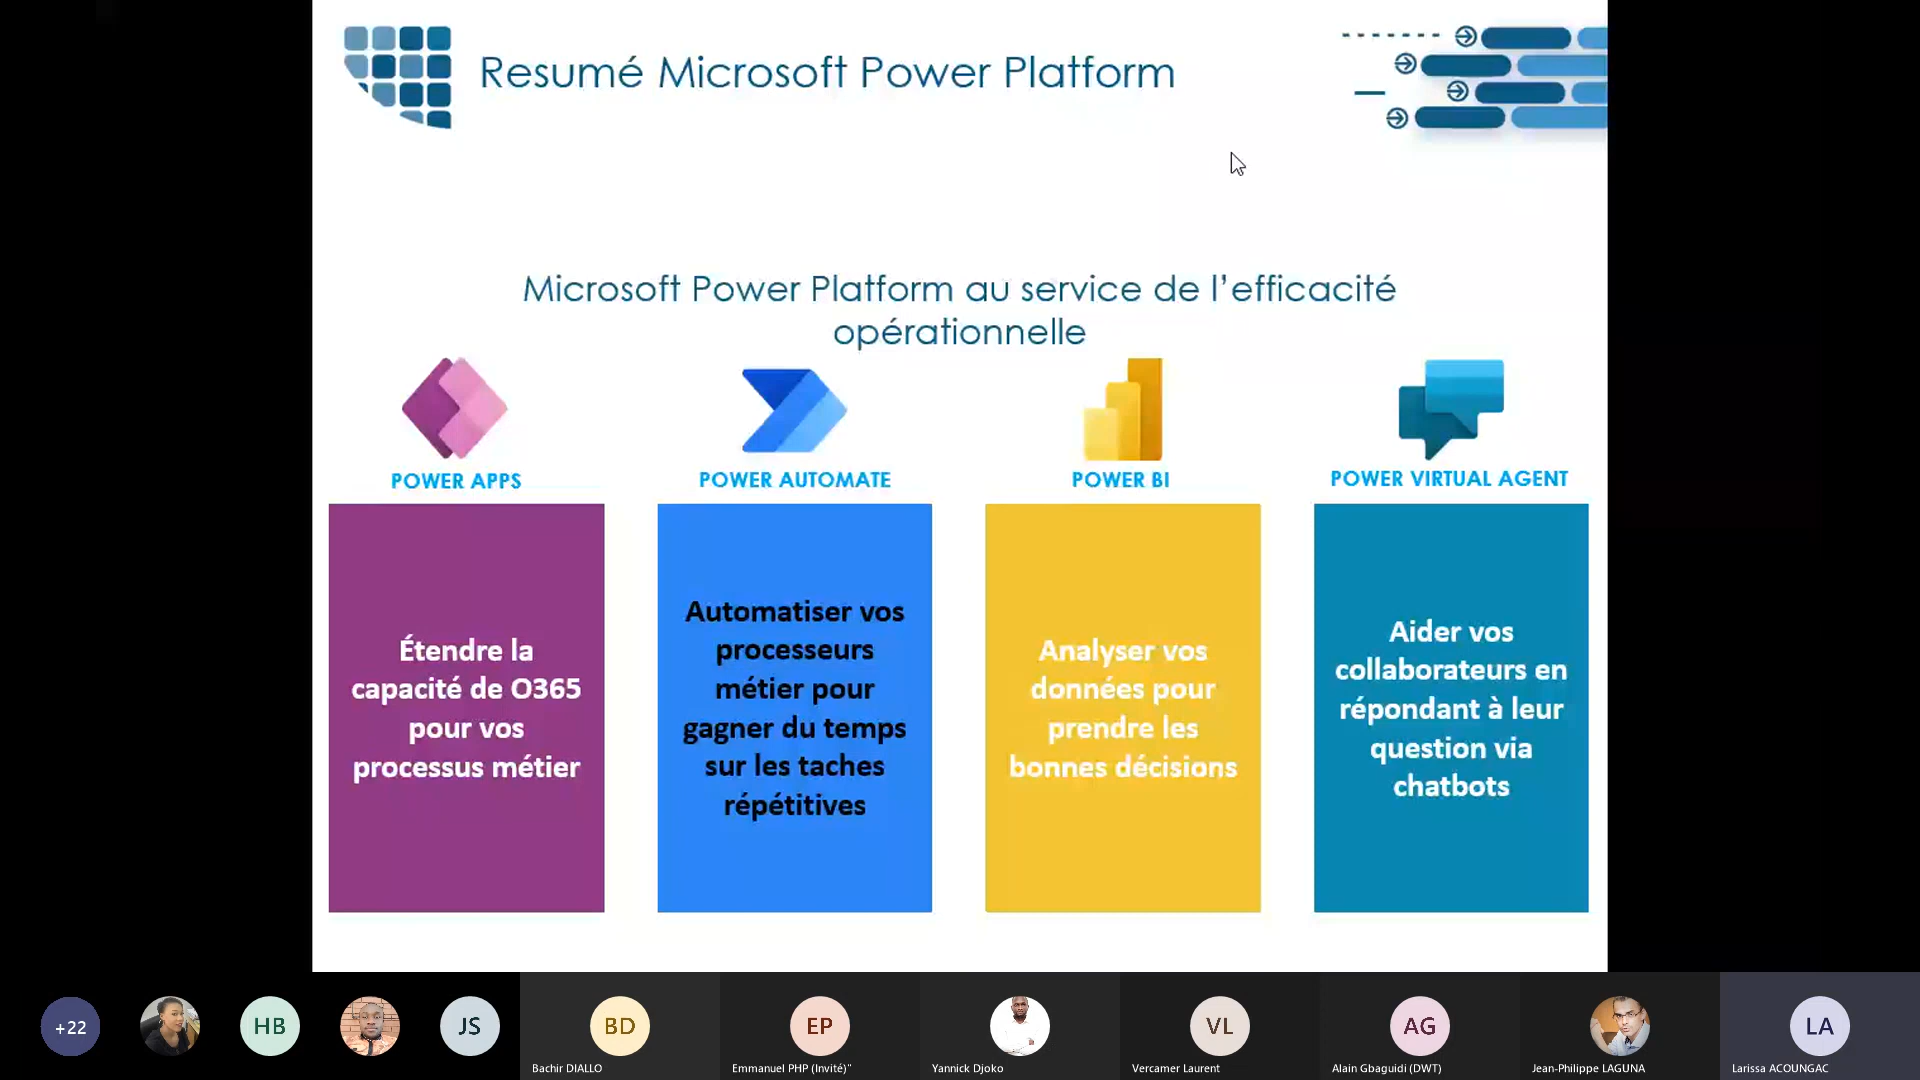 Resumé Microsoft Power Platform
Microsoft Power Platform au service de l’efficacité
opérationnelle
POWER APPS
POWER AUTOMATE
POWER BI
POWER VIRTUAL AGENT
Étendre la
capacité de O365
pour vos
processus métier
Automatiser vos
processeurs
métier pour
gagner du temps
sur les taches
répétitives
Analyser vos
données pour
prendre les
bonnes décisions
Aider vos
collaborateurs en
répondant à leur
question via
chatbots
+22
HB
JS
BD
Bachir DIALLO
EP
Emmanuel PHP (Invité)"
Yannick Djoko
VL
Vercamer Laurent
AG
Alain Gbaguidi (DWT)
Jean-Philippe LAGUNA
LA
Larissa ACOUNGAC